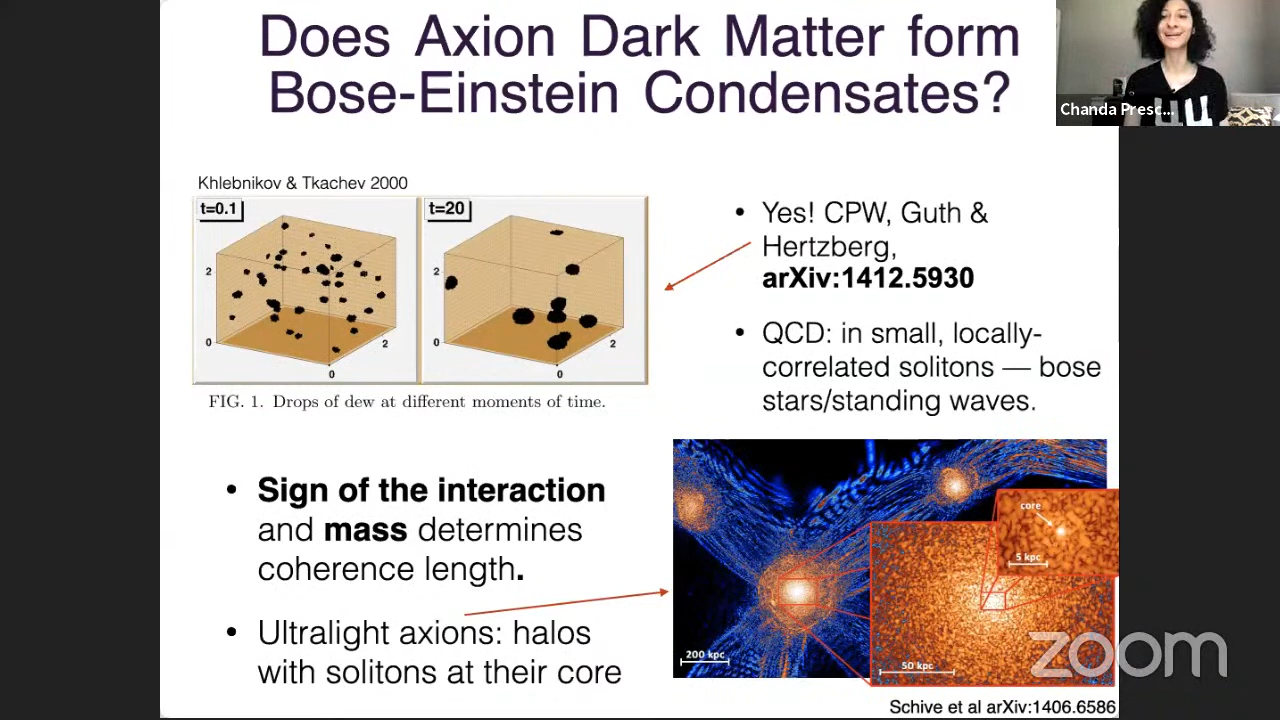 Does Axion Dark Matter form
Bose-Einstein Condensates?
Chanda Presc...
Khlebnikov & Tkachev 2000
t=0.1
t=20
2
0
2
0
2
0
2
0
FIG. 1. Drops of dew at different moments of time.
• Yes! CPW, Guth &
Hertzberg,
arXiv:1412.5930
• QCD: in small, locally-
correlated solitons — bose
stars/standing waves.
• Sign of the interaction
and mass determines
coherence length.
• Ultralight axions: halos
with solitons at their core
core
5 kpc
200 kpc
50 kpc
zoom
Schive et al arXiv:1406.6586